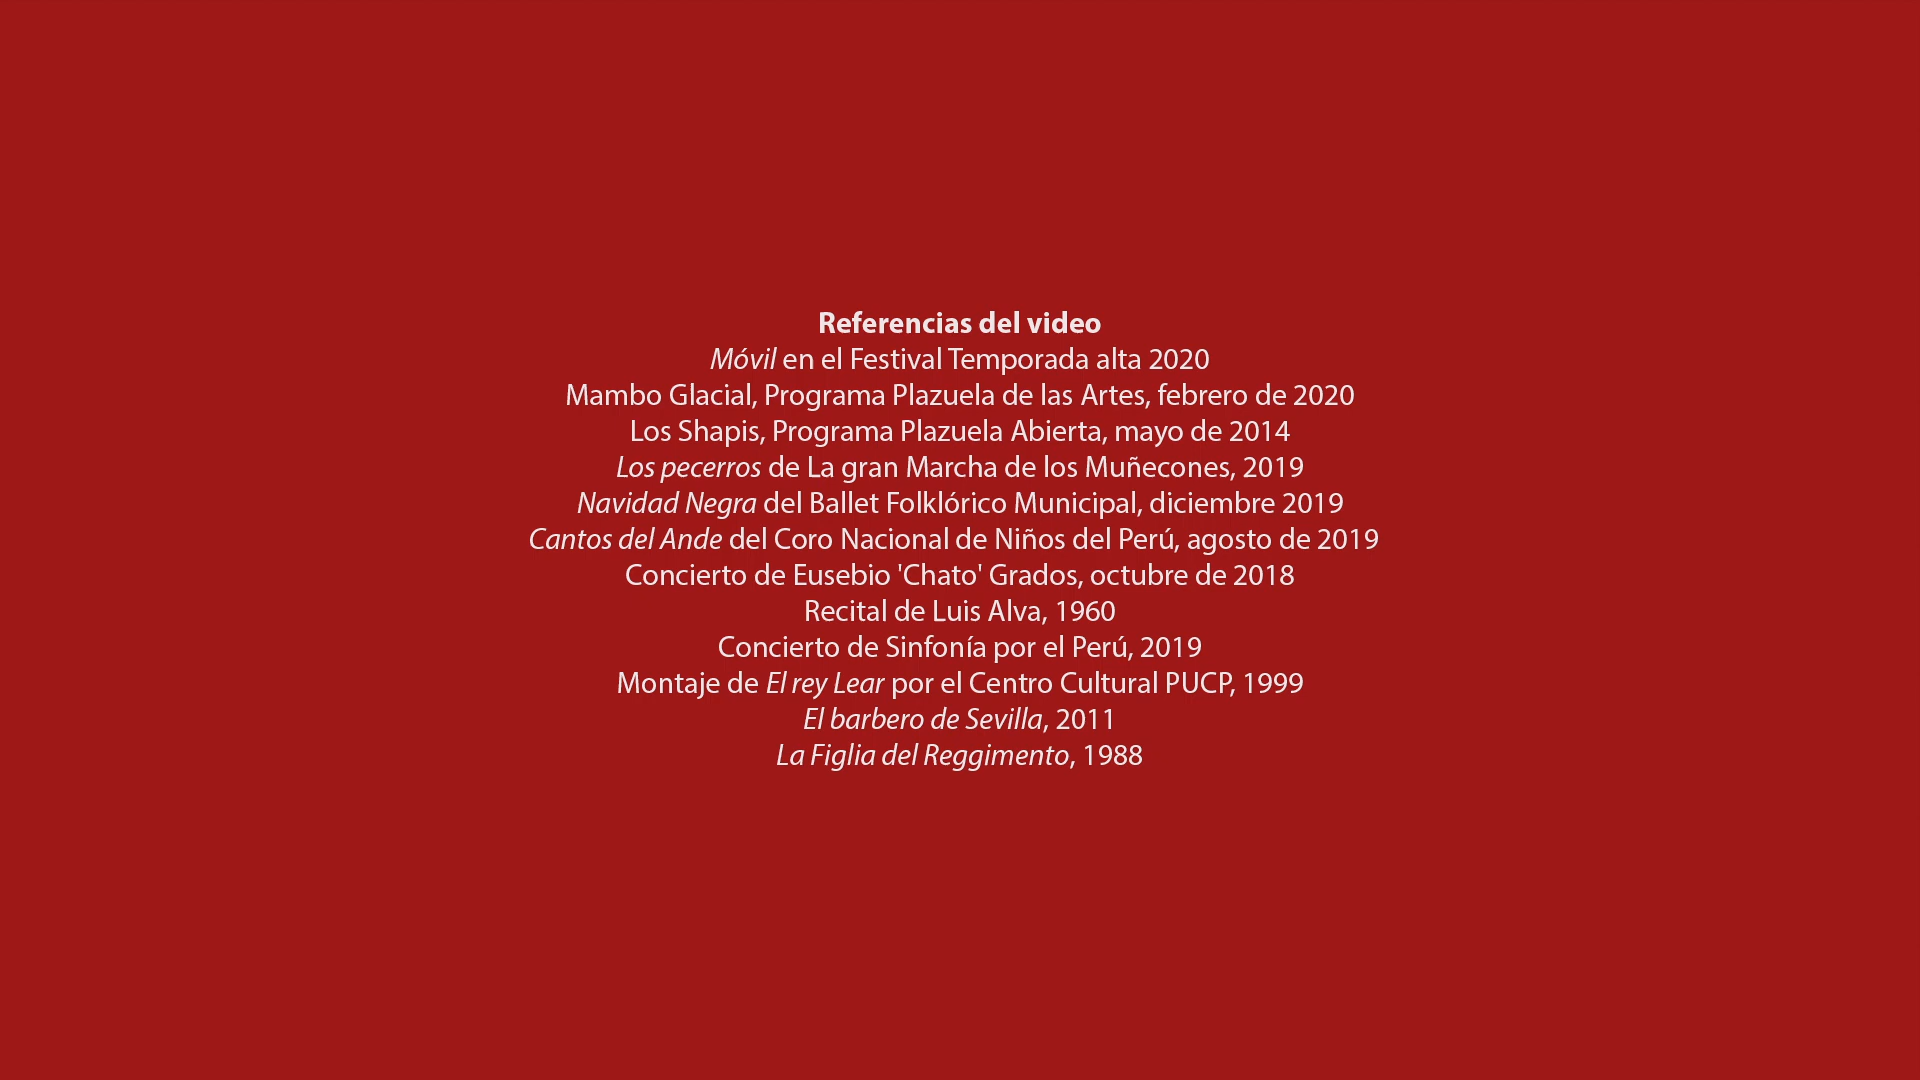 Referencias del video
Móvil en el Festival Temporada alta 2020
Mambo Glacial, Programa Plazuela de las Artes, febrero de 2020
Los Shapis, Programa Plazuela Abierta, mayo de 2014
Los pecerros de La gran Marcha de los Muñecones, 2019
Navidad Negra del Ballet Folklórico Municipal, diciembre 2019
Cantos del Ande del Coro Nacional de Niños del Perú, agosto de 2019
Concierto de Eusebio 'Chato' Grados, octubre de 2018
Recital de Luis Alva, 1960
Concierto de Sinfonía por el Perú, 2019
Montaje de El rey Lear por el Centro Cultural PUCP, 1999
El barbero de Sevilla, 2011
La Figlia del Reggimento, 1988